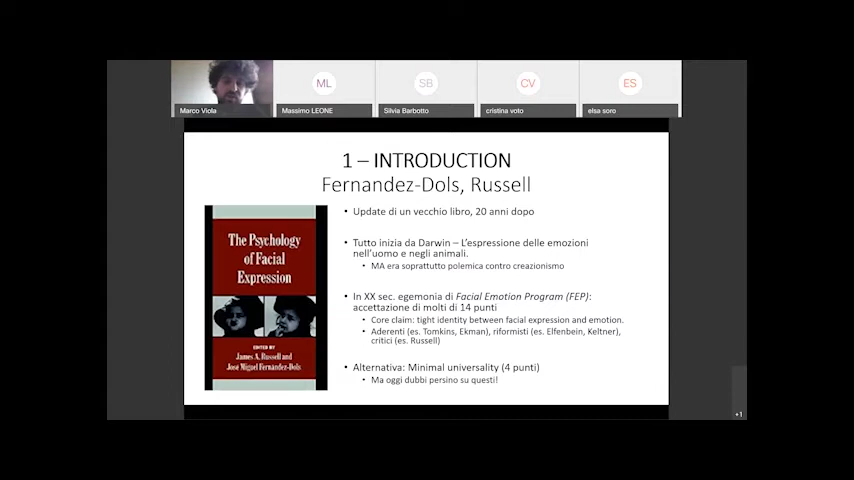 ML
SB
CV
ES
Marco Viola
Massimo LEONE
Silvia Barbotto
cristina voto
elsa soro
1 – INTRODUCTION
Fernandez-Dols, Russell
The Psychology
of Facial
Expression
EDITED BY
James A. Russell and
José Miguel Fernández-Dols
• Update di un vecchio libro, 20 anni dopo
• Tutto inizia da Darwin – L'espressione delle emozioni
nell'uomo e negli animali.
• MA era soprattutto polemica contro creazionismo
• In XX sec. egemonia di Facial Emotion Program (FEP):
accettazione di molti di 14 punti
• Core claim: tight identity between facial expression and emotion.
• Aderenti (es. Tomkins, Ekman), riformisti (es. Elfenbein, Keltner),
critici (es. Russell)
• Alternativa: Minimal universality (4 punti)
• Ma oggi dubbi persino su questi!
+1